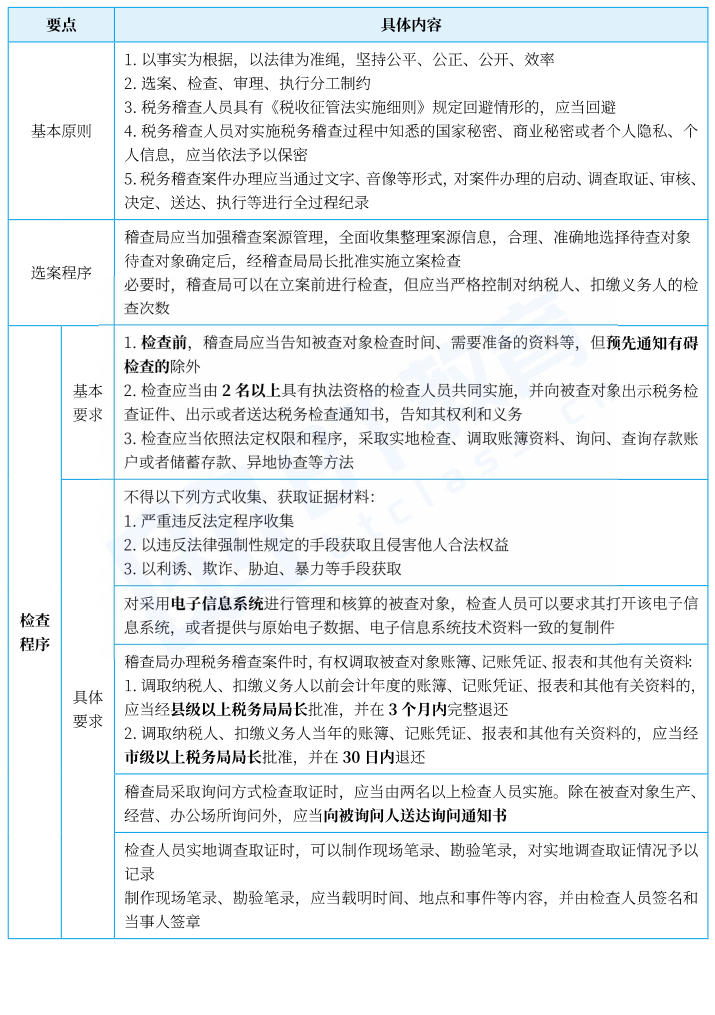 要点 具体内容
基本原则
1. 以事实为根据，以法律为准绳，坚持公平、公正、公开、效率
2. 选案、检查、审理、执行分工制约
3. 税务稽查人员具有《税收征管法实施细则》规定回避情形的，应当回避
4. 税务稽查人员对实施税务稽查过程中知悉的国家秘密、商业秘密或者个人隐私、个
人信息，应当依法予以保密
5. 税务稽查案件办理应当通过文字、音像等形式，对案件办理的启动、调查取证、审核、
决定、送达、执行等进行全过程纪录
选案程序
稽查局应当加强稽查案源管理，全面收集整理案源信息，合理、准确地选择待查对象
待查对象确定后，经稽查局局长批准实施立案检查
必要时，稽查局可以在立案前进行检查，但应当严格控制对纳税人、扣缴义务人的检
查次数
检查
程序
基本
要求
1. 检查前，稽查局应当告知被查对象检查时间、需要准备的资料等，但预先通知有碍
检查的除外
2. 检查应当由 2 名以上具有执法资格的检查人员共同实施，并向被查对象出示税务检
查证件、出示或者送达税务检查通知书，告知其权利和义务
3. 检查应当依照法定权限和程序，采取实地检查、调取账簿资料、询问、查询存款账
户或者储蓄存款、异地协查等方法
具体
要求
不得以下列方式收集、获取证据材料：
1. 严重违反法定程序收集
2. 以违反法律强制性规定的手段获取且侵害他人合法权益
3. 以利诱、欺诈、胁迫、暴力等手段获取
对采用电子信息系统进行管理和核算的被查对象，检查人员可以要求其打开该电子信
息系统，或者提供与原始电子数据、电子信息系统技术资料一致的复制件
稽查局办理税务稽查案件时，有权调取被查对象账簿、记账凭证、报表和其他有关资料：
1. 调取纳税人、扣缴义务人以前会计年度的账簿、记账凭证、报表和其他有关资料的，
应当经县级以上税务局局长批准，并在 3 个月内完整退还
2. 调取纳税人、扣缴义务人当年的账簿、记账凭证、报表和其他有关资料的，应当经
市级以上税务局局长批准，并在 30 日内退还
稽查局采取询问方式检查取证时，应当由两名以上检查人员实施。除在被查对象生产、
经营、办公场所询问外，应当向被询问人送达询问通知书
检查人员实地调查取证时，可以制作现场笔录、勘验笔录，对实地调查取证情况予以
记录
制作现场笔录、勘验笔录，应当载明时间、地点和事件等内容，并由检查人员签名和
当事人签章